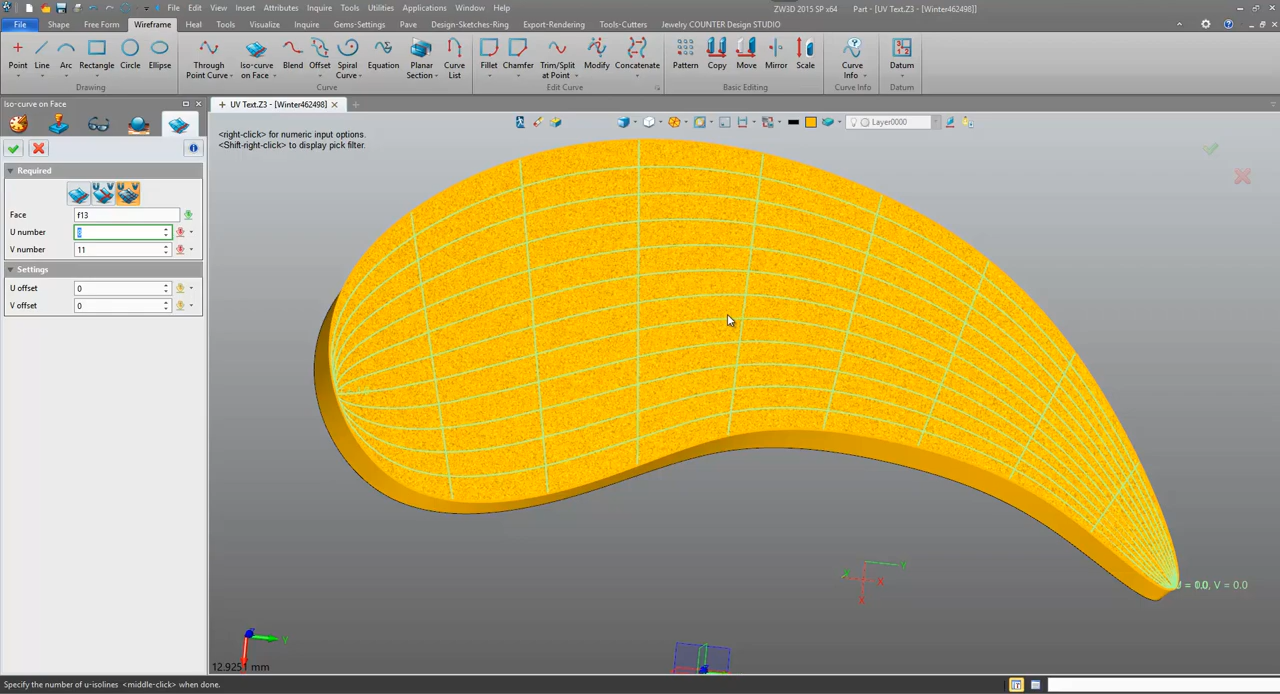 File Edit View Insert Attributes Inquire Tools Utilities Applications Window Help
ZW3D 2015 SP x64 Part - [UV Text.Z3 - [Winter462498]]
File Shape Free Form Wireframe Heal Tools Visualize Inquire Gems-Settings Pave Design-Sketches-Ring Export-Rendering Tools-Cutters Jewelry COUNTER Design STUDIO
Point Line Arc Rectangle Circle Ellipse
Through Point Curve Iso-curve on Face Blend Offset Spiral Curve Equation Planar Section Curve List
Fillet Chamfer Trim/Split at Point Modify Concatenate
Pattern Copy Move Mirror Scale
Curve Info
Datum
Drawing Curve Edit Curve Basic Editing Curve Info Datum
Iso-curve on Face
UV Text.Z3 - [Winter462498]
Layer0000
<right-click> for numeric input options.
<Shift-right-click> to display pick filter.
Required
Face f13
U number
V number 11
Settings
U offset 0
V offset 0
V = 0.0
X
X
Y
12.9251 mm
Specify the number of u-isolines <middle-click> when done.